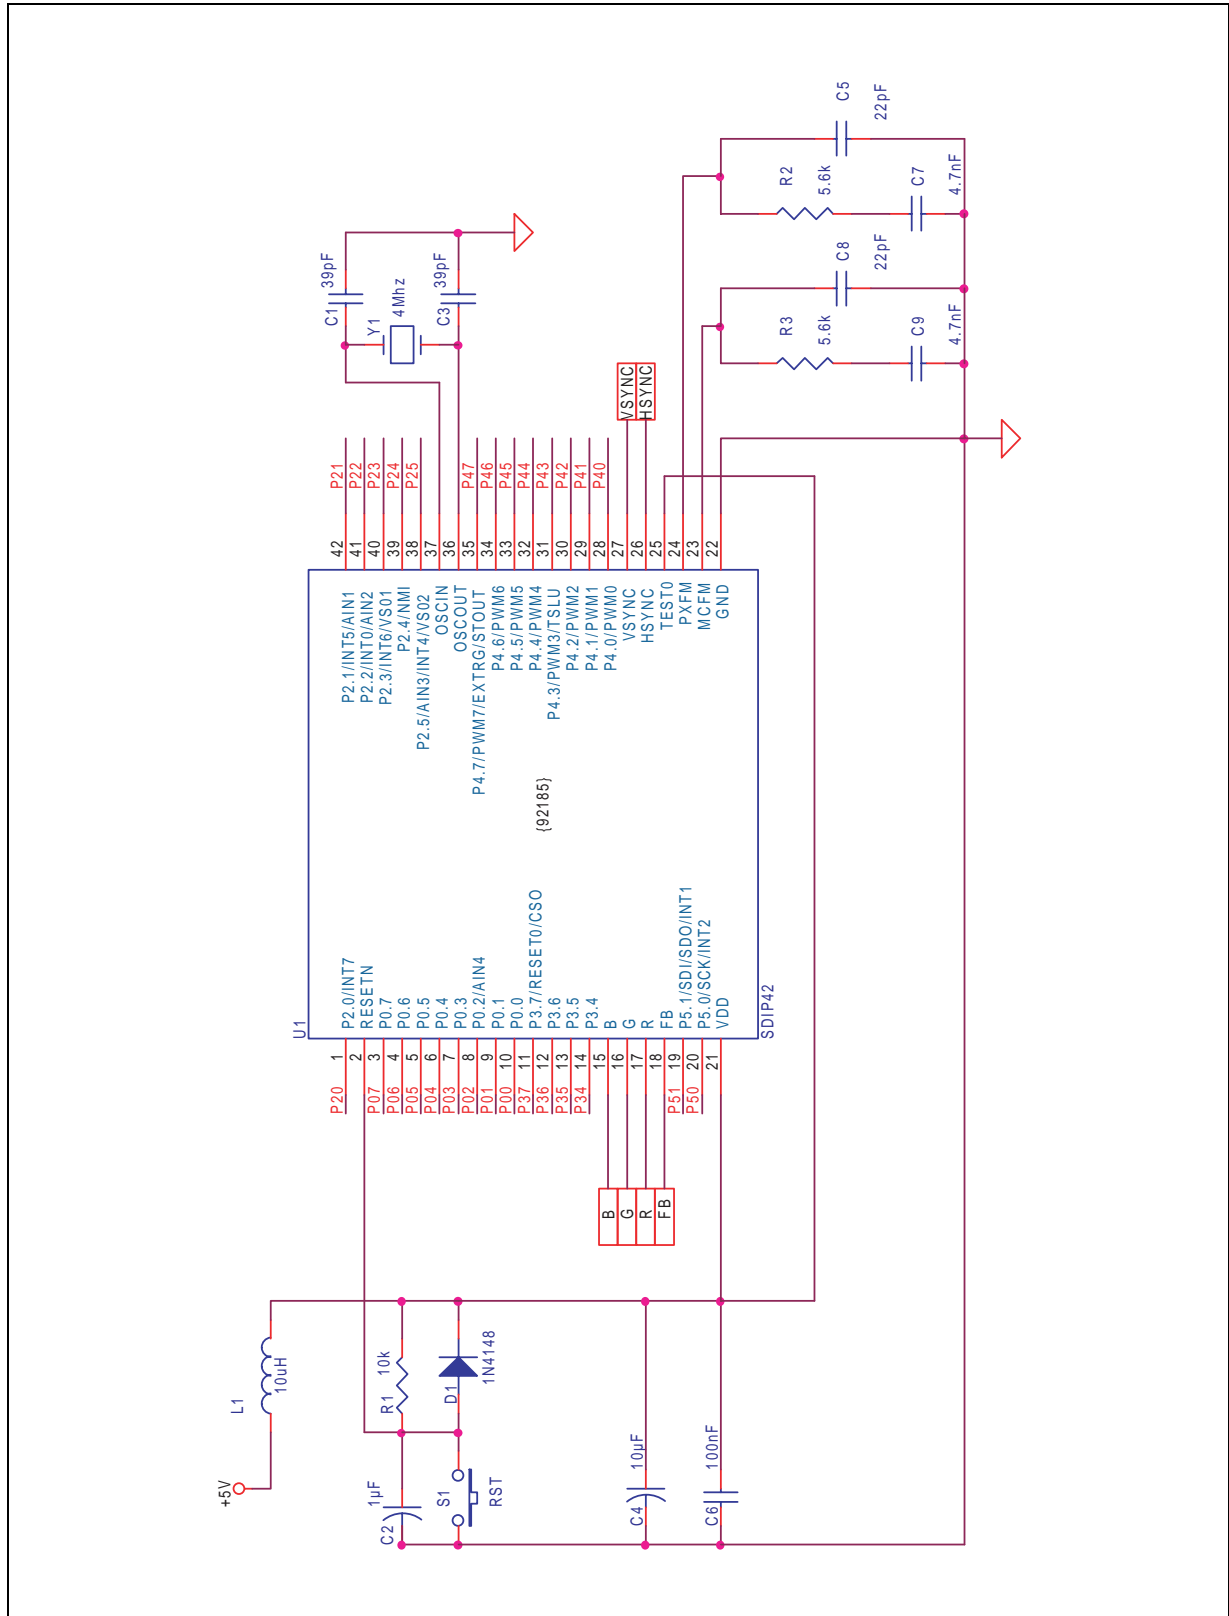 +5V
L1
10uH
R1
10k
D1
1N4148
C2
1µF
S1
RST
C4
10µF
C6
100nF
U1
{92185}
SDIP42
P20 1 P2.0/INT7
2 RESETN
P07 3 P0.7
P06 4 P0.6
P05 5 P0.5
P04 6 P0.4
P03 7 P0.3
P02 8 P0.2/AIN4
P01 9 P0.1
P00 10 P0.0
P37 11 P3.7/RESET0/CSO
P36 12 P3.6
P35 13 P3.5
P34 14 P3.4
B 15 B
G 16 G
R 17 R
FB 18 FB
P51 19 P5.1/SDI/SDO/INT1
P50 20 P5.0/SCK/INT2
21 VDD
P2.1/INT5/AIN1 42 P21
P2.2/INT0/AIN2 41 P22
P2.3/INT6/VS01 40 P23
P2.4/NMI 39 P24
P2.5/AIN3/INT4/VS02 38 P25
OSCIN 37
OSCOUT 36
P4.7/PWM7/EXTRG/STOUT 35 P47
P4.6/PWM6 34 P46
P4.5/PWM5 33 P45
P4.4/PWM4 32 P44
P4.3/PWM3/TSLU 31 P43
P4.2/PWM2 30 P42
P4.1/PWM1 29 P41
P4.0/PWM0 28 P40
VSYNC 27 VSYNC
HSYNC 26 HSYNC
TEST0 25
PXFM 24
MCFM 23
GND 22
C1
39pF
Y1
4Mhz
C3
39pF
C5
22pF
R2
5.6k
C7
4.7nF
C8
22pF
R3
5.6k
C9
4.7nF